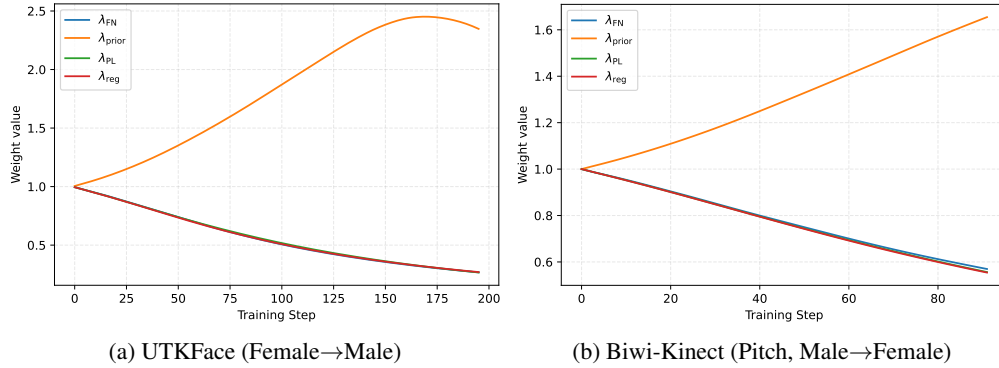 2.5
2.0
1.5
1.0
0.5
Weight value
λFN
λprior
λPL
λreg
0 25 50 75 100 125 150 175 200
Training Step
(a) UTKFace (Female→Male)
1.6
1.4
1.2
1.0
0.8
0.6
Weight value
λFN
λprior
λPL
λreg
0 20 40 60 80
Training Step
(b) Biwi-Kinect (Pitch, Male→Female)